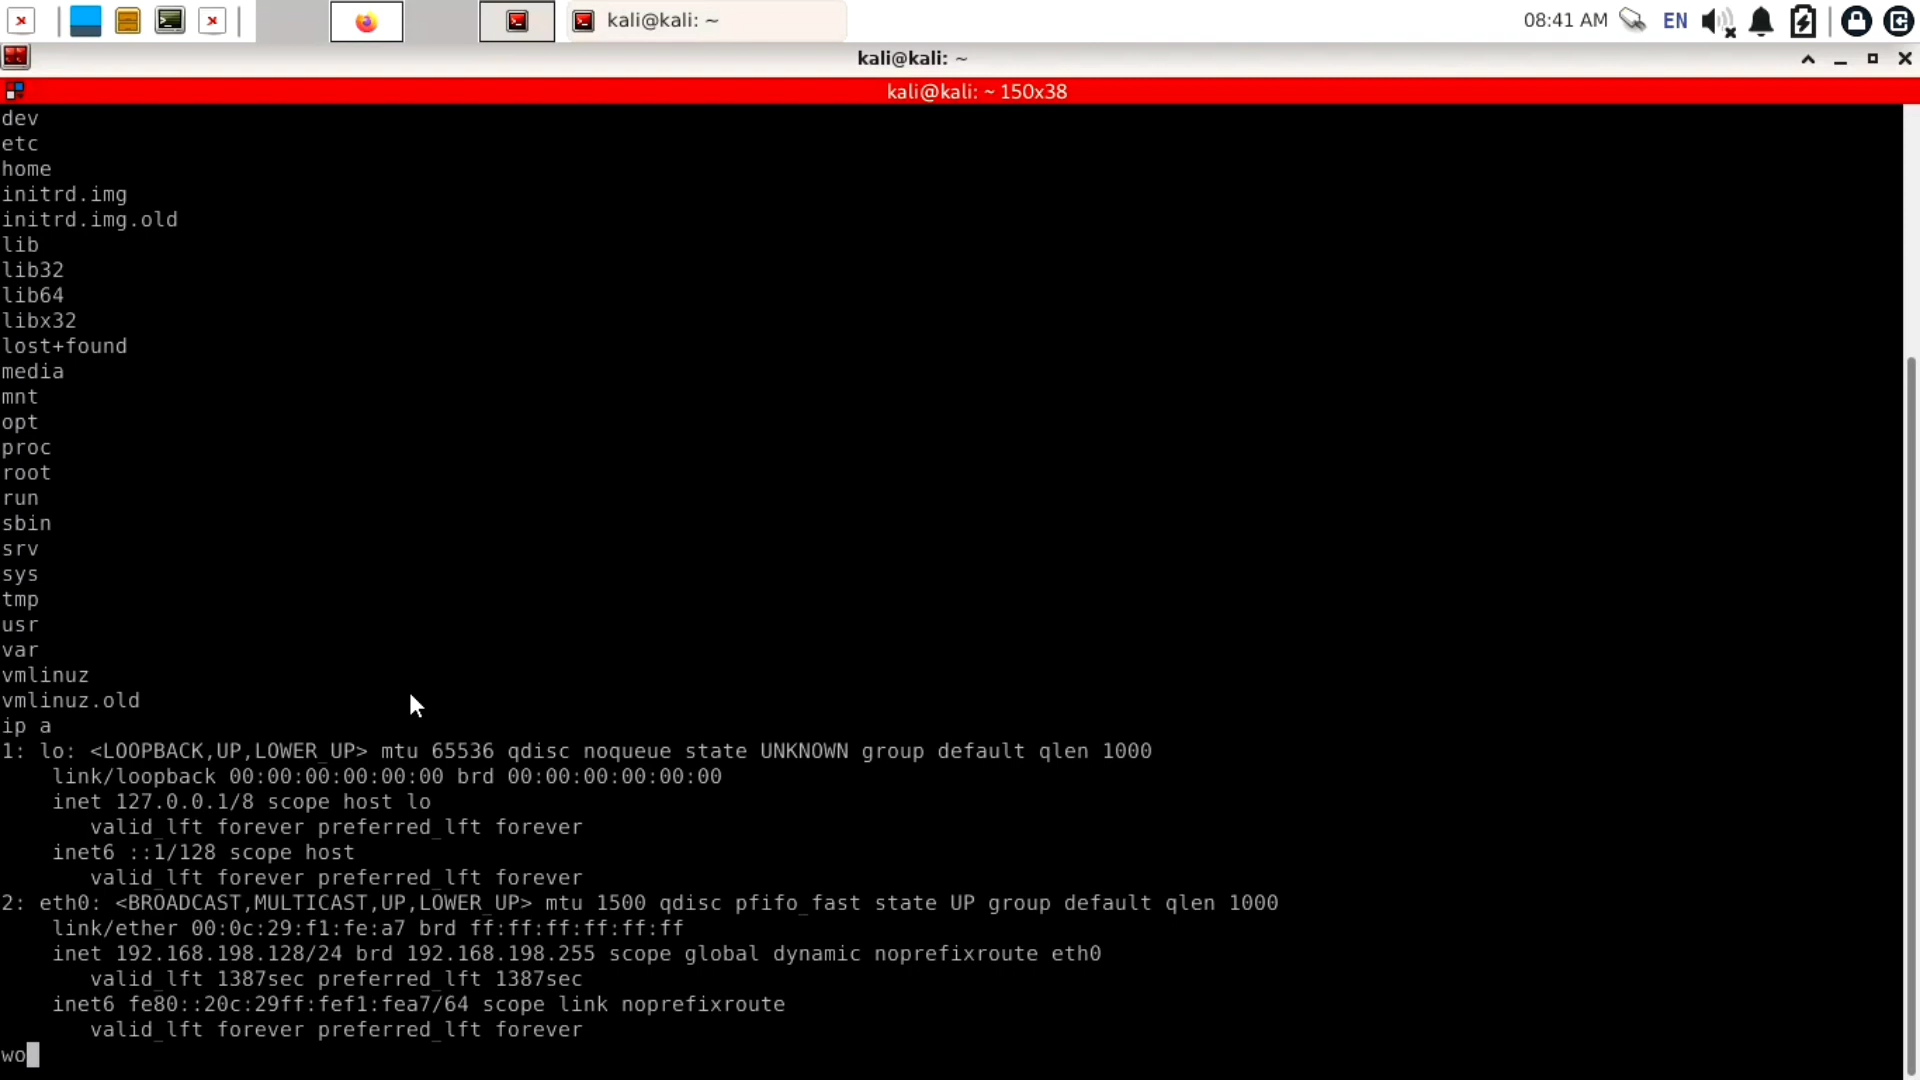 kali@kali: ~
08:41 AM
EN
kali@kali: ~
kali@kali: ~ 150x38
dev
etc
home
initrd.img
initrd.img.old
lib
lib32
lib64
libx32
lost+found
media
mnt
opt
proc
root
run
sbin
srv
sys
tmp
usr
var
vmlinuz
vmlinuz.old
ip a
1: lo: <LOOPBACK,UP,LOWER_UP> mtu 65536 qdisc noqueue state UNKNOWN group default qlen 1000
    link/loopback 00:00:00:00:00:00 brd 00:00:00:00:00:00
    inet 127.0.0.1/8 scope host lo
       valid_lft forever preferred_lft forever
    inet6 ::1/128 scope host
       valid_lft forever preferred_lft forever
2: eth0: <BROADCAST,MULTICAST,UP,LOWER_UP> mtu 1500 qdisc pfifo_fast state UP group default qlen 1000
    link/ether 00:0c:29:f1:fe:a7 brd ff:ff:ff:ff:ff:ff
    inet 192.168.198.128/24 brd 192.168.198.255 scope global dynamic noprefixroute eth0
       valid_lft 1387sec preferred_lft 1387sec
    inet6 fe80::20c:29ff:fef1:fea7/64 scope link noprefixroute
       valid_lft forever preferred_lft forever
wo